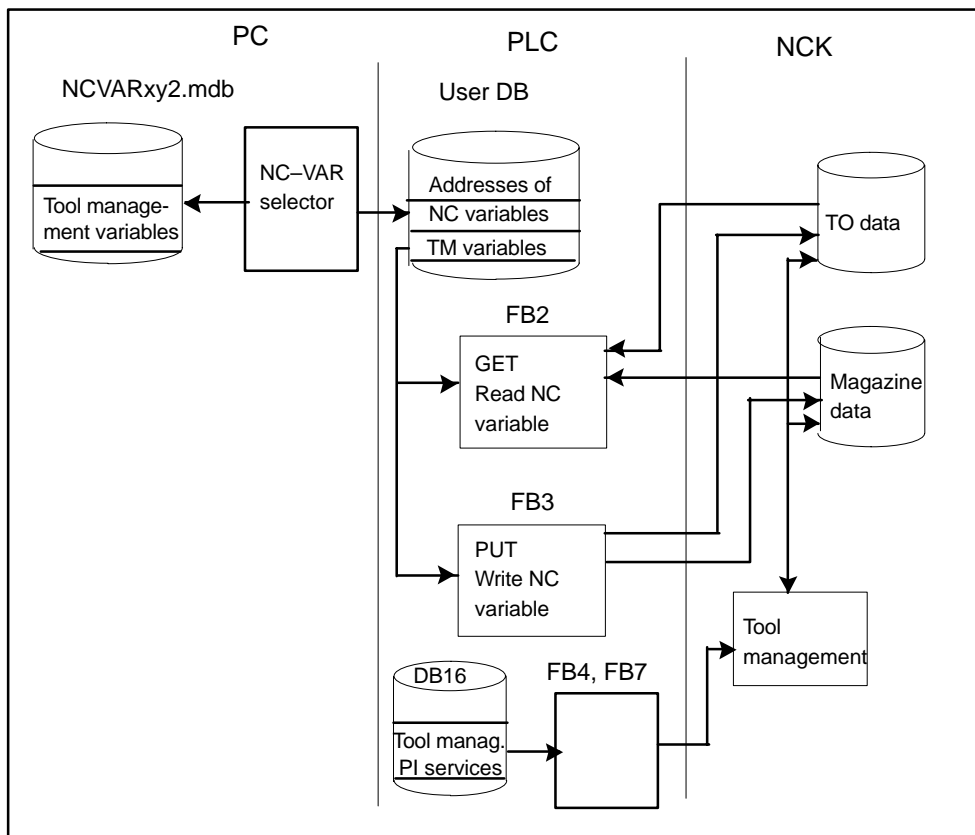 PC
PLC
NCK
NCVARxy2.mdb
User DB
NC–VAR
selector
Tool manage-
ment variables
Addresses of
NC variables
TM variables
TO data
FB2
GET
Read NC
variable
Magazine
data
FB3
PUT
Write NC
variable
Tool
management
DB16
FB4, FB7
Tool manag.
PI services